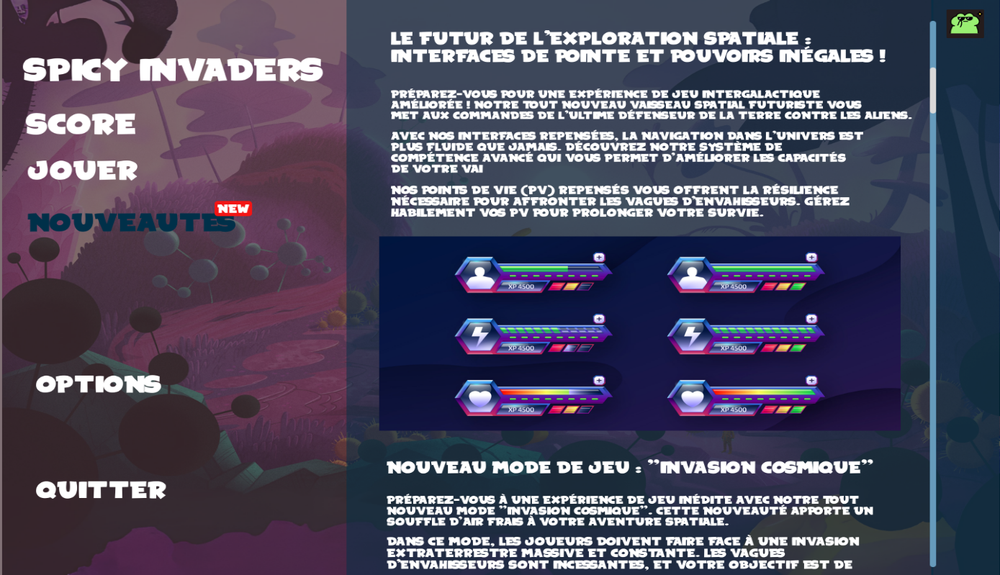 SPICY INVADERS
SCORE
JOUER
NEW
NOUVEAUTES
OPTIONS
QUITTER
LE FUTUR DE L'EXPLORATION SPATIALE :
INTERFACES DE POINTE ET POUVOIRS INÉGALES !
PRÉPAREZ-VOUS POUR UNE EXPÉRIENCE DE JEU INTERGALACTIQUE
AMÉLIORÉE ! NOTRE TOUT NOUVEAU VAISSEAU SPATIAL FUTURISTE VOUS
MET AUX COMMANDES DE L'ULTIME DÉFENSEUR DE LA TERRE CONTRE LES ALIENS.
AVEC NOS INTERFACES REPENSÉES, LA NAVIGATION DANS L'UNIVERS EST
PLUS FLUIDE QUE JAMAIS. DÉCOUVREZ NOTRE SYSTÈME DE
COMPÉTENCE AVANCÉ QUI VOUS PERMET D'AMÉLIORER LES CAPACITÉS
DE VOTRE VAI
NOS POINTS DE VIE (PV) REPENSÉS VOUS OFFRENT LA RÉSILIENCE
NÉCESSAIRE POUR AFFRONTER LES VAGUES D'ENVAHISSEURS. GÉREZ
HABILEMENT VOS PV POUR PROLONGER VOTRE SURVIE.
XP 4500
XP 4500
XP 4500
XP 4500
XP 4500
XP 4500
NOUVEAU MODE DE JEU : "INVASION COSMIQUE"
PRÉPAREZ-VOUS À UNE EXPÉRIENCE DE JEU INÉDITE AVEC NOTRE TOUT
NOUVEAU MODE "INVASION COSMIQUE". CETTE NOUVEAUTÉ APPORTE UN
SOUFFLE D'AIR FRAIS À VOTRE AVENTURE SPATIALE.
DANS CE MODE, LES JOUEURS DOIVENT FAIRE FACE À UNE INVASION
EXTRATERRESTRE MASSIVE ET CONSTANTE. LES VAGUES
D'ENVAHISSEURS SONT INCESSANTES, ET VOTRE OBJECTIF EST DE